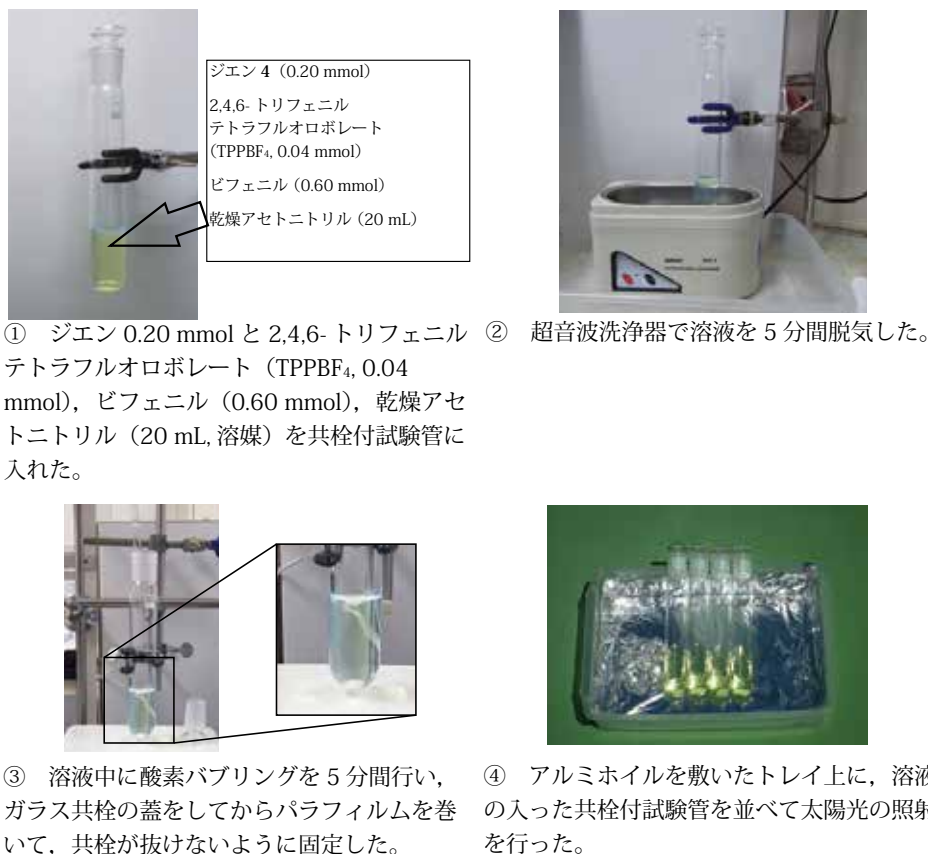 ジエン 4（0.20 mmol）
2,4,6- トリフェニル
テトラフルオロボレート
(TPPBF₄, 0.04 mmol)
ビフェニル（0.60 mmol）
乾燥アセトニトリル（20 mL）
①　ジエン 0.20 mmol と 2,4,6- トリフェニル
テトラフルオロボレート（TPPBF₄, 0.04
mmol），ビフェニル（0.60 mmol），乾燥アセ
トニトリル（20 mL, 溶媒）を共栓付試験管に
入れた。
②　超音波洗浄器で溶液を 5 分間脱気した。
③　溶液中に酸素バブリングを 5 分間行い，
ガラス共栓の蓋をしてからパラフィルムを巻
いて，共栓が抜けないように固定した。
④　アルミホイルを敷いたトレイ上に，溶液
の入った共栓付試験管を並べて太陽光の照射
を行った。